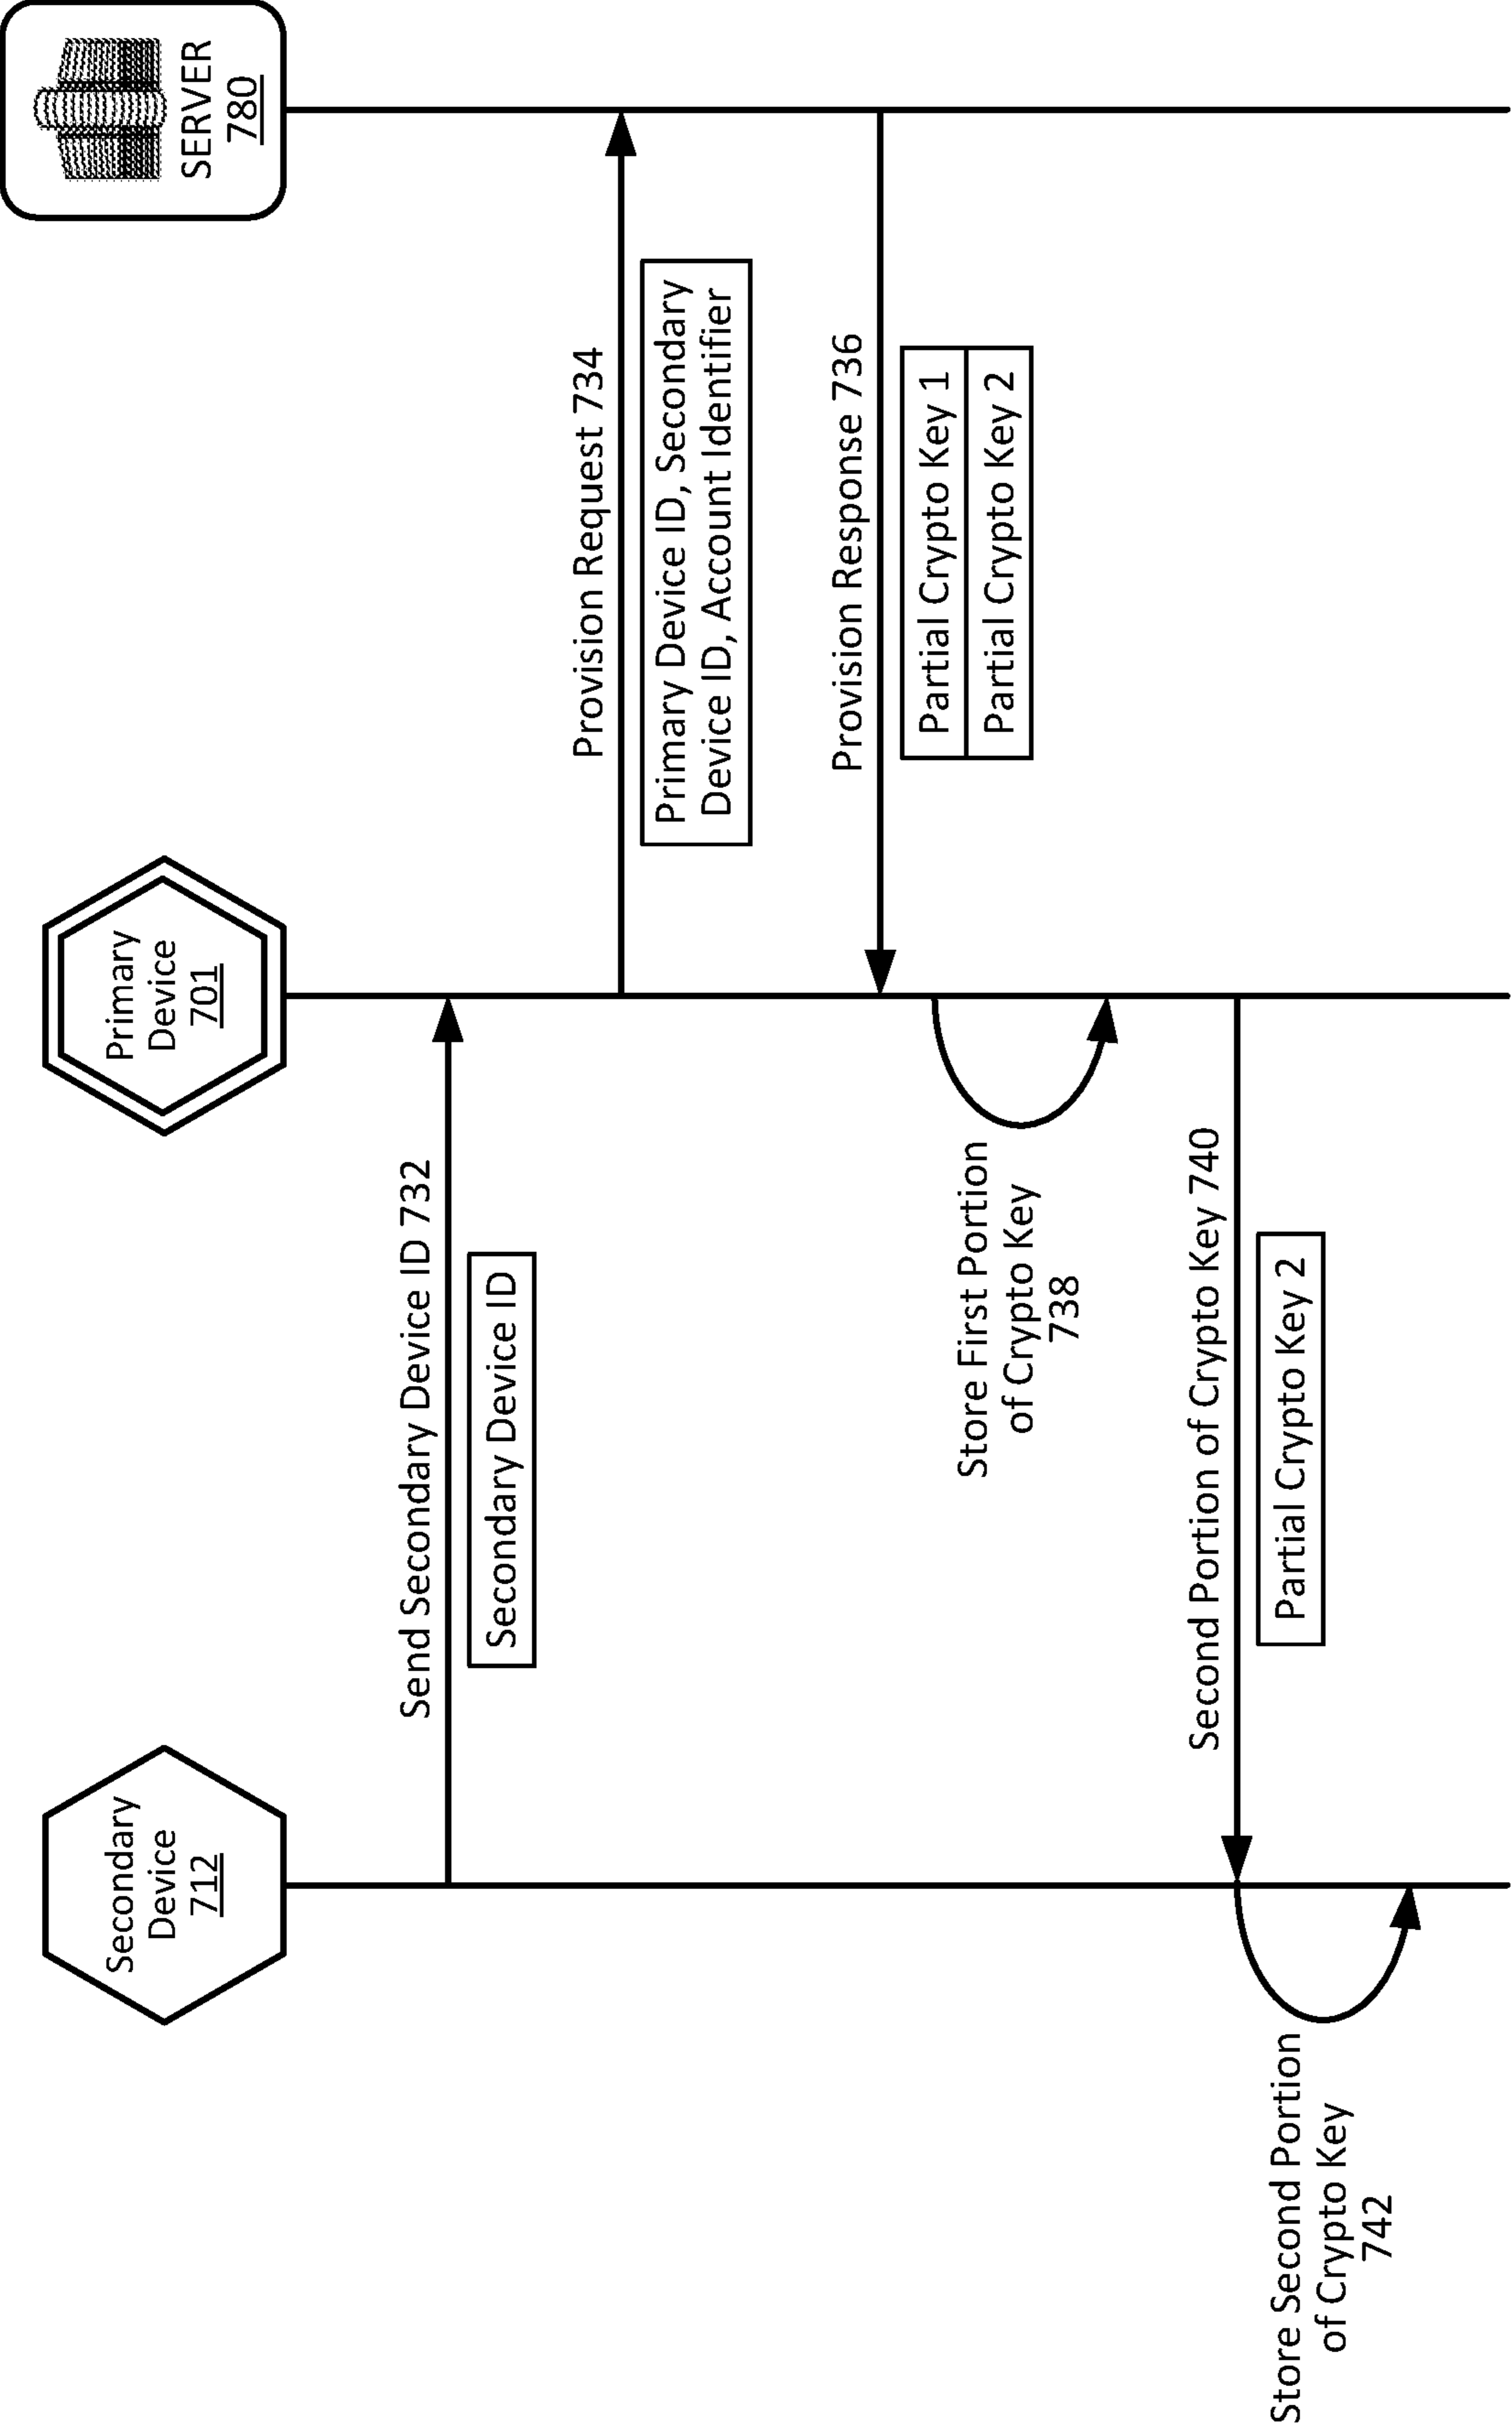 Secondary
Device
712
Primary
Device
701
SERVER
780
Send Secondary Device ID 732
Secondary Device ID
Provision Request 734
Primary Device ID, Secondary
Device ID, Account Identifier
Provision Response 736
Partial Crypto Key 1
Partial Crypto Key 2
Store First Portion
of Crypto Key
738
Second Portion of Crypto Key 740
Partial Crypto Key 2
Store Second Portion
of Crypto Key
742